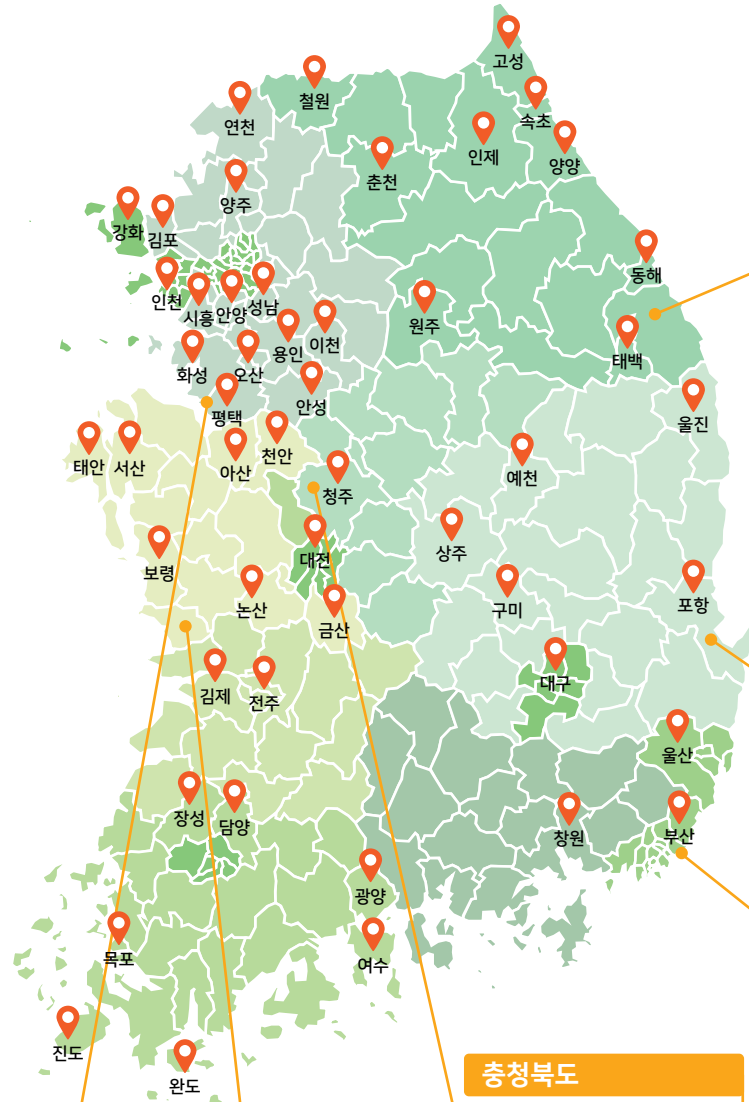 고성
철원
연천
속초
인제
양양
춘천
양주
강화
김포
동해
인천
시흥
안양
성남
원주
용인
이천
화성
오산
태백
안성
평택
울진
태안
서산
천안
아산
예천
청주
상주
대전
보령
논산
구미
포항
금산
대구
김제
전주
울산
장성
담양
창원
부산
광양
목포
여수
진도
완도
충청북도